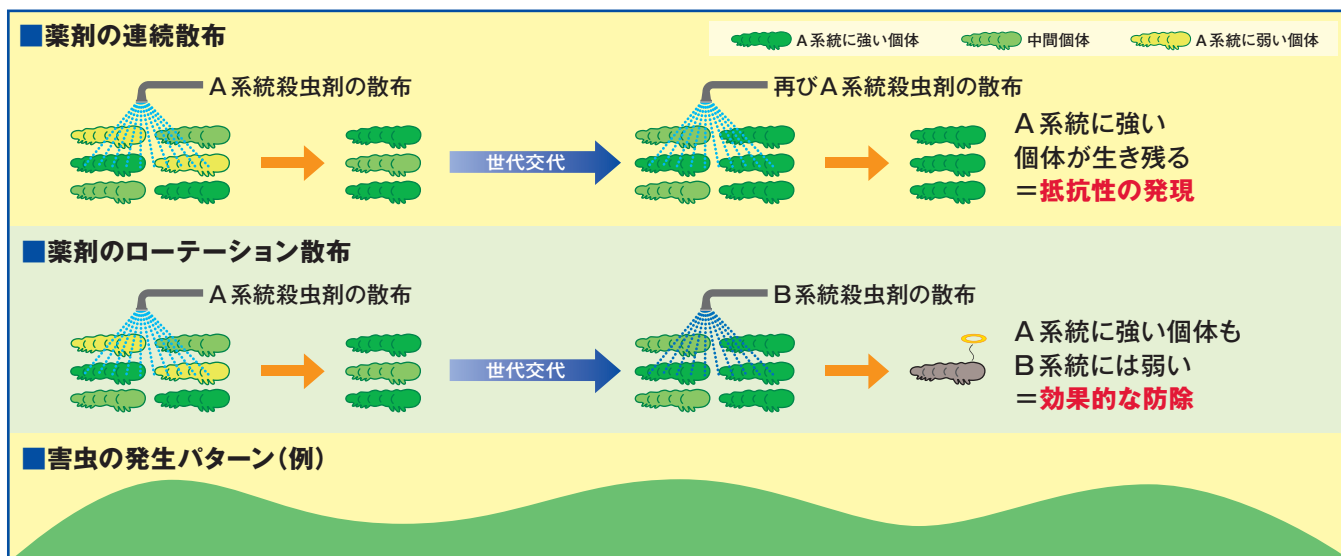 ■薬剤の連続散布
A系統に強い個体
中間個体
A系統に弱い個体
A系統殺虫剤の散布
世代交代
再びA系統殺虫剤の散布
A系統に強い
個体が生き残る
＝抵抗性の発現
■薬剤のローテーション散布
A系統殺虫剤の散布
世代交代
B系統殺虫剤の散布
A系統に強い個体も
B系統には弱い
＝効果的な防除
■害虫の発生パターン（例）